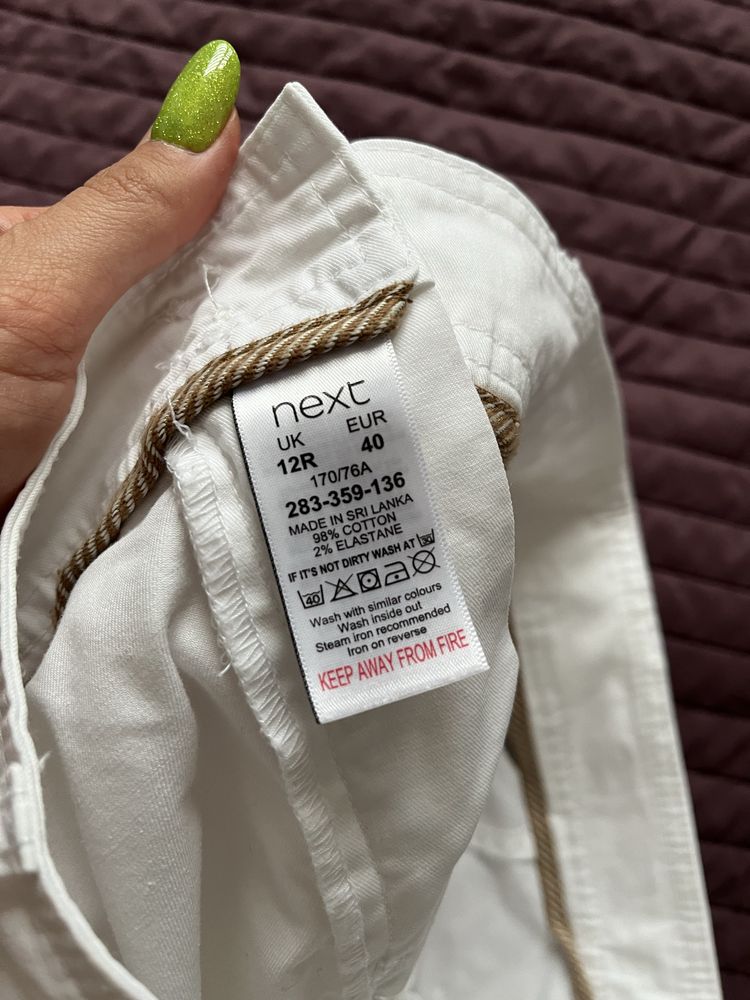 next
UK EUR
12R 40
170/76A
283-359-136
MADE IN SRI LANKA
98% COTTON
2% ELASTANE
IF IT'S NOT DIRTY WASH AT 30
40
Wash with similar colours
Wash inside out
Steam iron recommended
Iron on reverse
KEEP AWAY FROM FIRE